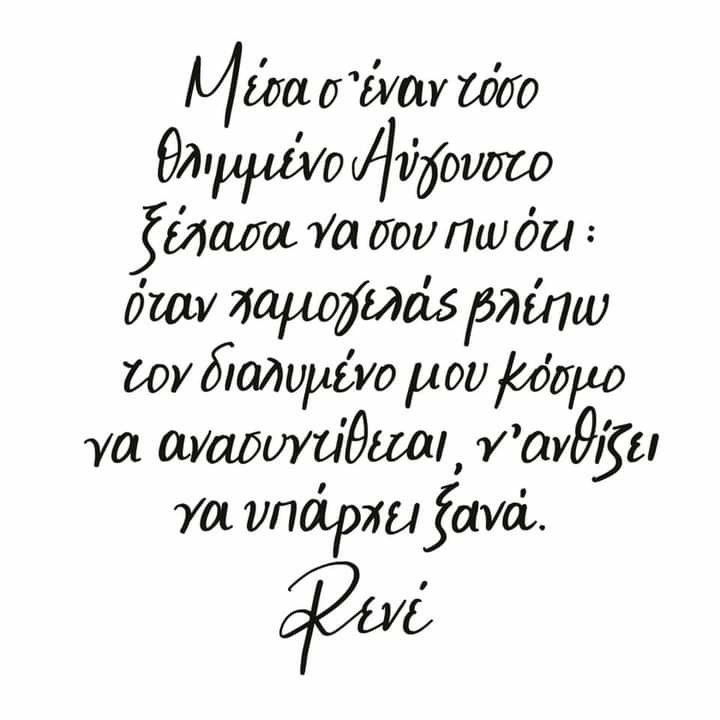 Μέσα σ'έναν τόσο
θλιμμένο Αύγουστο
ξέχασα να σου πω ότι:
όταν χαμογελάς βλέπω
τον διαλυμένο μου κόσμο
να ανασυντίθεται, ν'ανθίζει
να υπάρχει ξανά.
Ρενέ